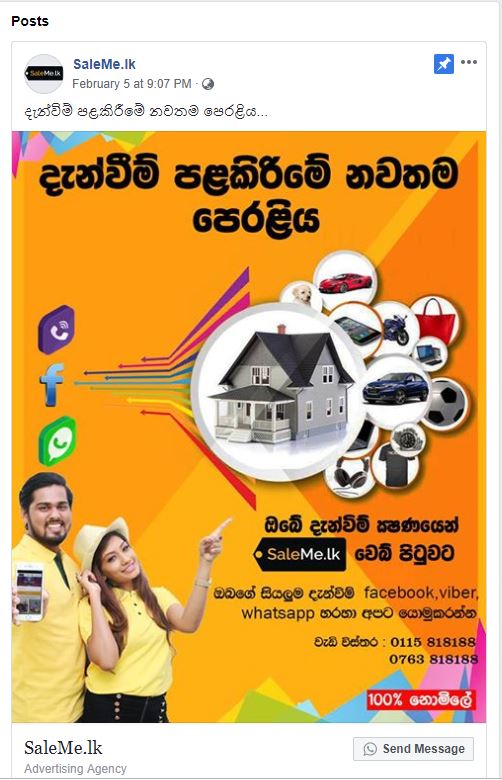 Posts
SaleMe.lk
SaleMe.lk
February 5 at 9:07 PM ·
දැන්වීම් පළකිරීමේ නවතම පෙරළිය...
දැන්වීම් පළකිරිමේ නවතම
පෙරළිය
ඔබේ දැන්වීම් ක්ෂණයෙන්
SaleMe.lk වෙබ් පිටුවට
ඔබගේ සියලුම දැන්වීම් facebook,viber,
whatsapp හරහා අපට යොමුකරන්න
වැඩි විස්තර : 0115 818188
0763 818188
100% නොමිලේ
SaleMe.lk
Send Message
Advertising Agency